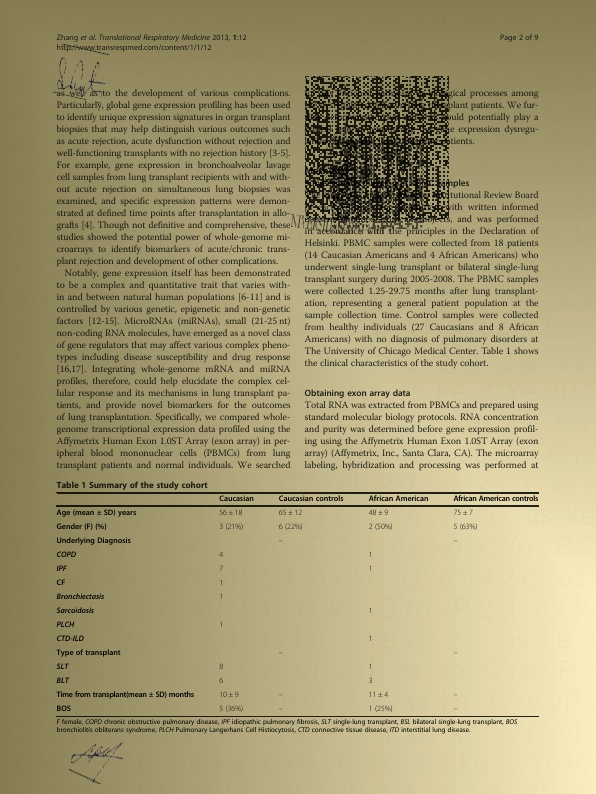 Zhang et al. Translational Respiratory Medicine 2013, 1:12
http://www.transrespmed.com/content/1/1/12
Page 2 of 9
as well as to the development of various complications.
Particularly, global gene expression profiling has been used
to identify unique expression signatures in organ transplant
biopsies that may help distinguish various outcomes such
as acute rejection, acute dysfunction without rejection and
well-functioning transplants with no rejection history [3-5].
For example, gene expression in bronchoalveolar lavage
cell samples from lung transplant recipients with and with-
out acute rejection on simultaneous lung biopsies was
examined, and specific expression patterns were demon-
strated at defined time points after transplantation in allo-
grafts [4]. Though not definitive and comprehensive, these
studies showed the potential power of whole-genome mi-
croarrays to identify biomarkers of acute/chronic trans-
plant rejection and development of other complications.
Notably, gene expression itself has been demonstrated
to be a complex and quantitative trait that varies with-
in and between natural human populations [6-11] and is
controlled by various genetic, epigenetic and non-genetic
factors [12-15]. MicroRNAs (miRNAs), small (21-25 nt)
non-coding RNA molecules, have emerged as a novel class
of gene regulators that may affect various complex pheno-
types including disease susceptibility and drug response
[16,17]. Integrating whole-genome mRNA and miRNA
profiles, therefore, could help elucidate the complex cel-
lular response and its mechanisms in lung transplant pa-
tients, and provide novel biomarkers for the outcomes
of lung transplantation. Specifically, we compared whole-
genome transcriptional expression data profiled using the
Affymetrix Human Exon 1.0ST Array (exon array) in per-
ipheral blood mononuclear cells (PBMCs) from lung
transplant patients and normal individuals. We searched
processes among
patients. We fur-
potentially play a
expression dysregu-
Review Board
with written informed
and was performed
in accordance with the principles in the Declaration of
Helsinki. PBMC samples were collected from 18 patients
(14 Caucasian Americans and 4 African Americans) who
underwent single-lung transplant or bilateral single-lung
transplant surgery during 2005-2008. The PBMC samples
were collected 1.25-29.75 months after lung transplant-
ation, representing a general patient population at the
sample collection time. Control samples were collected
from healthy individuals (27 Caucasians and 8 African
Americans) with no diagnosis of pulmonary disorders at
The University of Chicago Medical Center. Table 1 shows
the clinical characteristics of the study cohort.
Obtaining exon array data
Total RNA was extracted from PBMCs and prepared using
standard molecular biology protocols. RNA concentration
and purity was determined before gene expression profil-
ing using the Affymetrix Human Exon 1.0ST Array (exon
array) (Affymetrix, Inc., Santa Clara, CA). The microarray
labeling, hybridization and processing was performed at
Table 1 Summary of the study cohort
Caucasian Caucasian controls African American African American controls
Age (mean ± SD) years 56 ± 18 65 ± 12 48 ± 9 75 ± 7
Gender (F) (%) 3 (21%) 6 (22%) 2 (50%) 5 (63%)
Underlying Diagnosis – –
COPD 4 1
IPF 7 1
CF 1
Bronchiectasis 1
Sarcoidosis 1
PLCH 1
CTD-ILD 1
Type of transplant – –
SLT 8 1
BLT 6 3
Time from transplant(mean ± SD) months 10 ± 9 – 11 ± 4 –
BOS 5 (36%) – 1 (25%) –
F female, COPD chronic obstructive pulmonary disease, IPF idiopathic pulmonary fibrosis, SLT single-lung transplant, BSL bilateral single-lung transplant, BOS
bronchiolitis obliterans syndrome, PLCH Pulmonary Langerhans Cell Histiocytosis, CTD connective tissue disease, ITD interstitial lung disease.